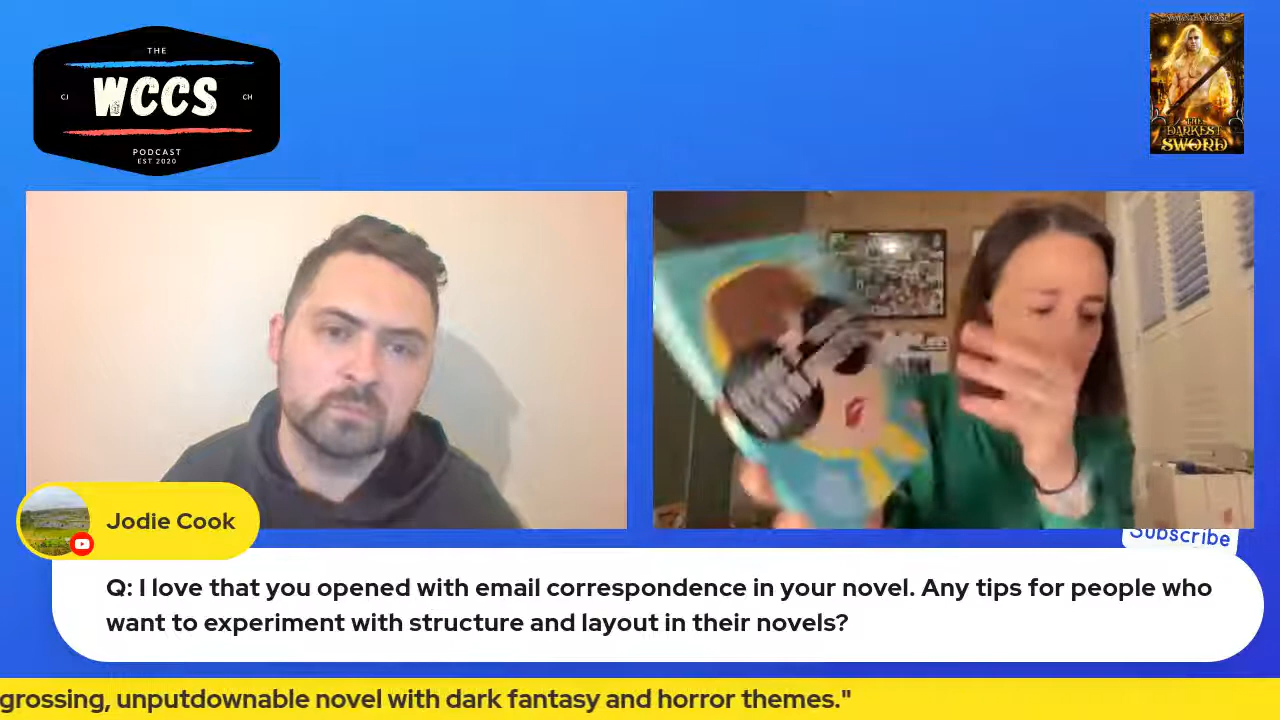 THE
WCCS
CJ
CH
PODCAST
EST 2020
THE
DARKEST
SWORD
Jodie Cook
Subscribe
Q: I love that you opened with email correspondence in your novel. Any tips for people who
want to experiment with structure and layout in their novels?
grossing, unputdownable novel with dark fantasy and horror themes."